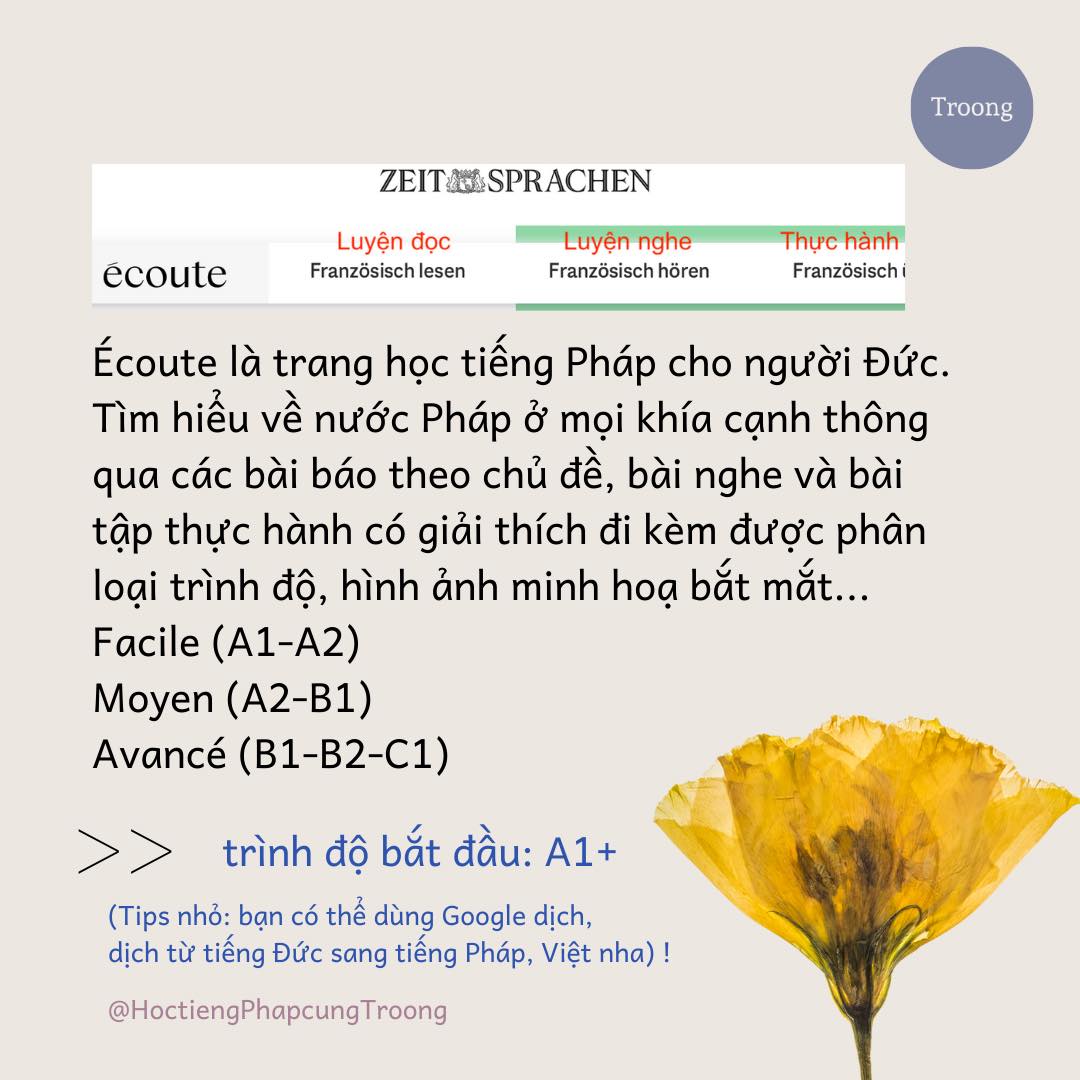 Troong
ZEIT SPRACHEN
Luyện đọc Luyện nghe Thực hành
écoute Französisch lesen Französisch hören Französisch
Écoute là trang học tiếng Pháp cho người Đức.
Tìm hiểu về nước Pháp ở mọi khía cạnh thông
qua các bài báo theo chủ đề, bài nghe và bài
tập thực hành có giải thích đi kèm được phân
loại trình độ, hình ảnh minh hoạ bắt mắt...
Facile (A1-A2)
Moyen (A2-B1)
Avancé (B1-B2-C1)
>> trình độ bắt đầu: A1+
(Tips nhỏ: bạn có thể dùng Google dịch,
dịch từ tiếng Đức sang tiếng Pháp, Việt nha) !
@HoctiengPhapcungTroong